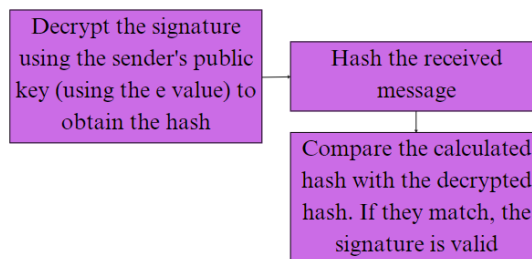 Decrypt the signature
using the sender's public
key (using the e value) to
obtain the hash
Hash the received
message
Compare the calculated
hash with the decrypted
hash. If they match, the
signature is valid